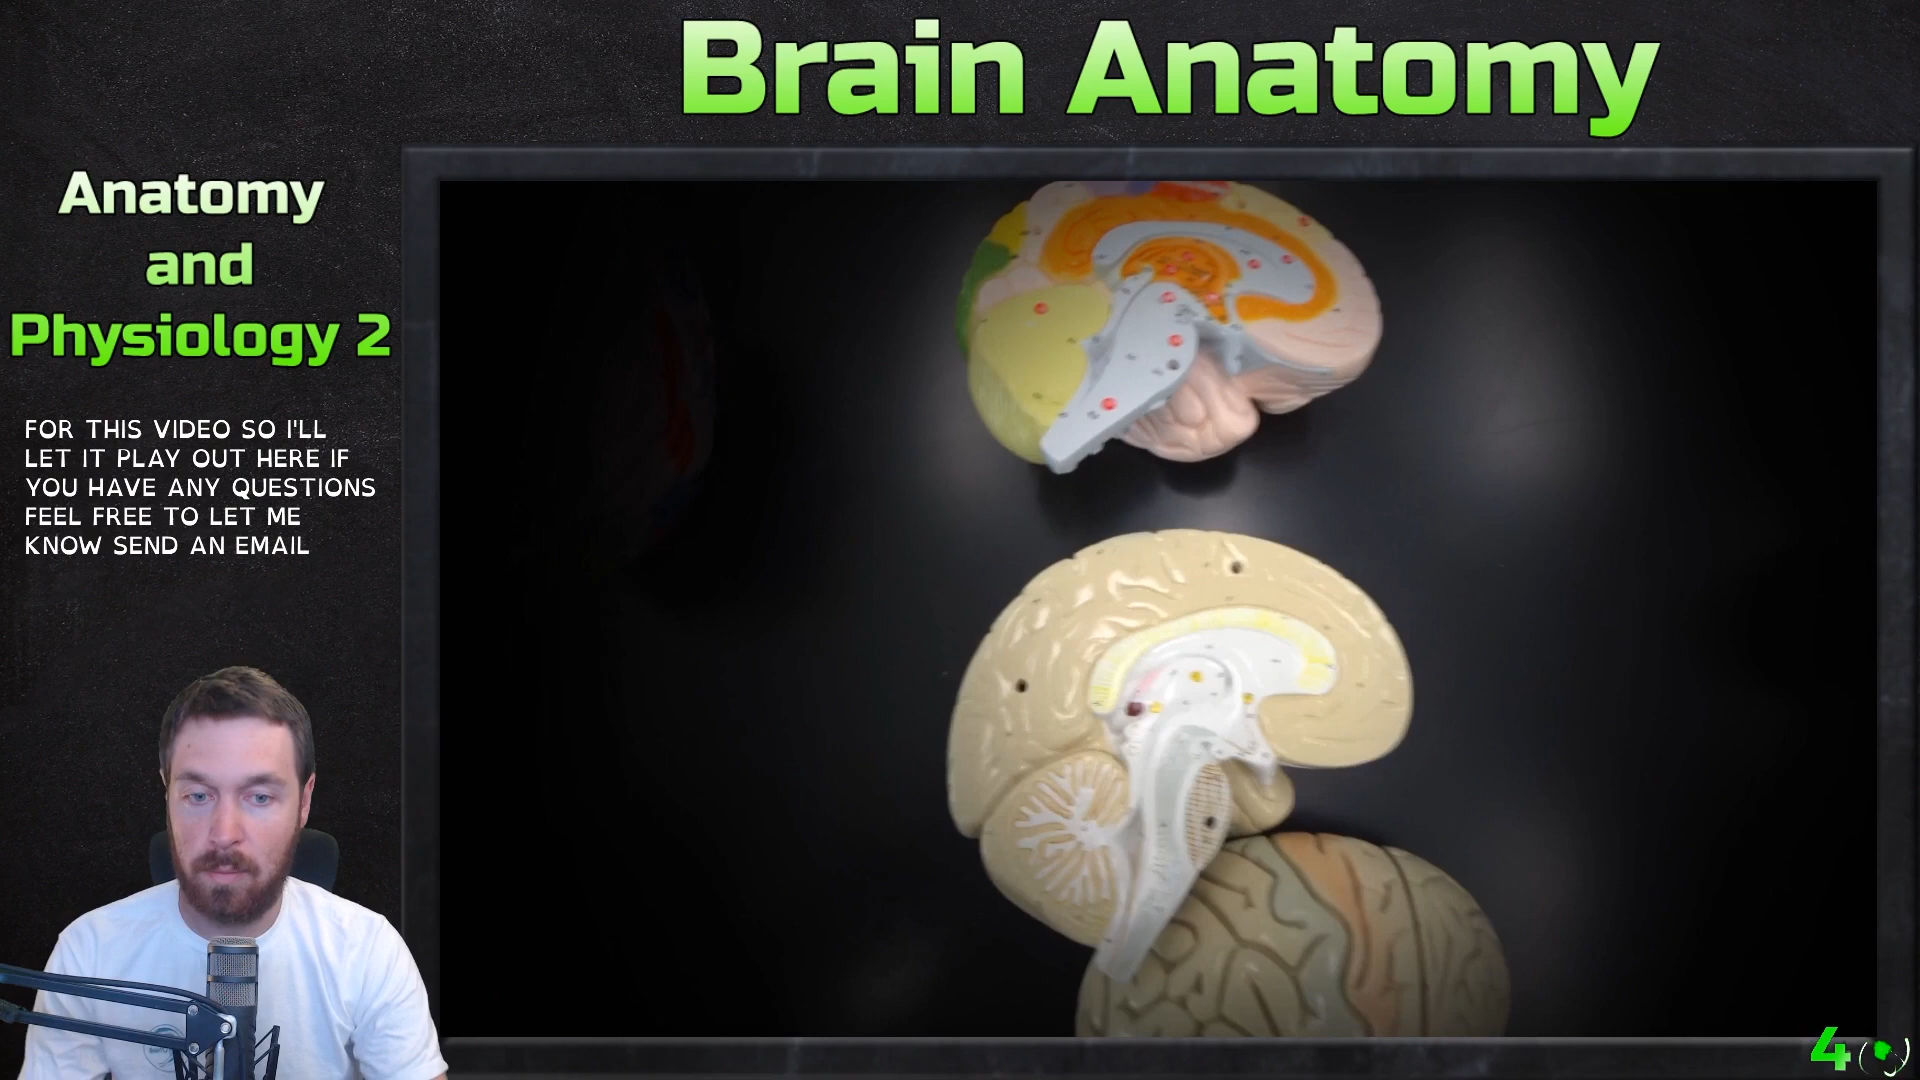 Brain Anatomy
Anatomy
and
Physiology 2
FOR THIS VIDEO SO I'LL
LET IT PLAY OUT HERE IF
YOU HAVE ANY QUESTIONS
FEEL FREE TO LET ME
KNOW SEND AN EMAIL
4